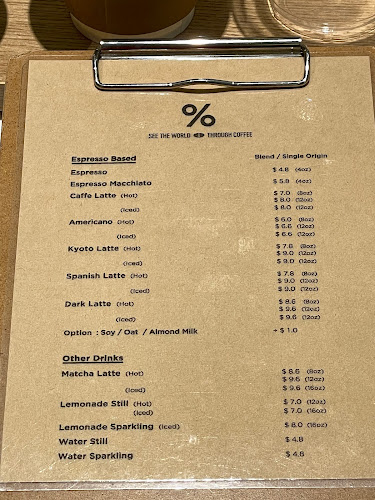 %
SEE THE WORLD THROUGH COFFEE
Espresso Based Blend / Single Origin
Espresso $ 4.8 (4oz)
Espresso Macchiato $ 5.8 (4oz)
Caffe Latte (Hot) $ 7.0 (8oz)
$ 8.0 (12oz)
(Iced) $ 8.0 (12oz)
Americano (Hot) $ 6.0 (8oz)
$ 6.6 (12oz)
(Iced) $ 6.6 (12oz)
Kyoto Latte (Hot) $ 7.8 (8oz)
$ 9.0 (12oz)
(Iced) $ 9.0 (12oz)
Spanish Latte (Hot) $ 7.8 (8oz)
$ 9.0 (12oz)
(Iced) $ 9.0 (12oz)
Dark Latte (Hot) $ 8.6 (8oz)
$ 9.6 (12oz)
(Iced) $ 9.6 (12oz)
Option : Soy / Oat / Almond Milk + $ 1.0
Other Drinks
Matcha Latte (Hot) $ 8.6 (8oz)
$ 9.6 (12oz)
(Iced) $ 9.6 (16oz)
Lemonade Still (Hot) $ 7.0 (12oz)
(Iced) $ 7.0 (16oz)
Lemonade Sparkling (Iced) $ 8.0 (16oz)
Water Still $ 4.8
Water Sparkling $ 4.8